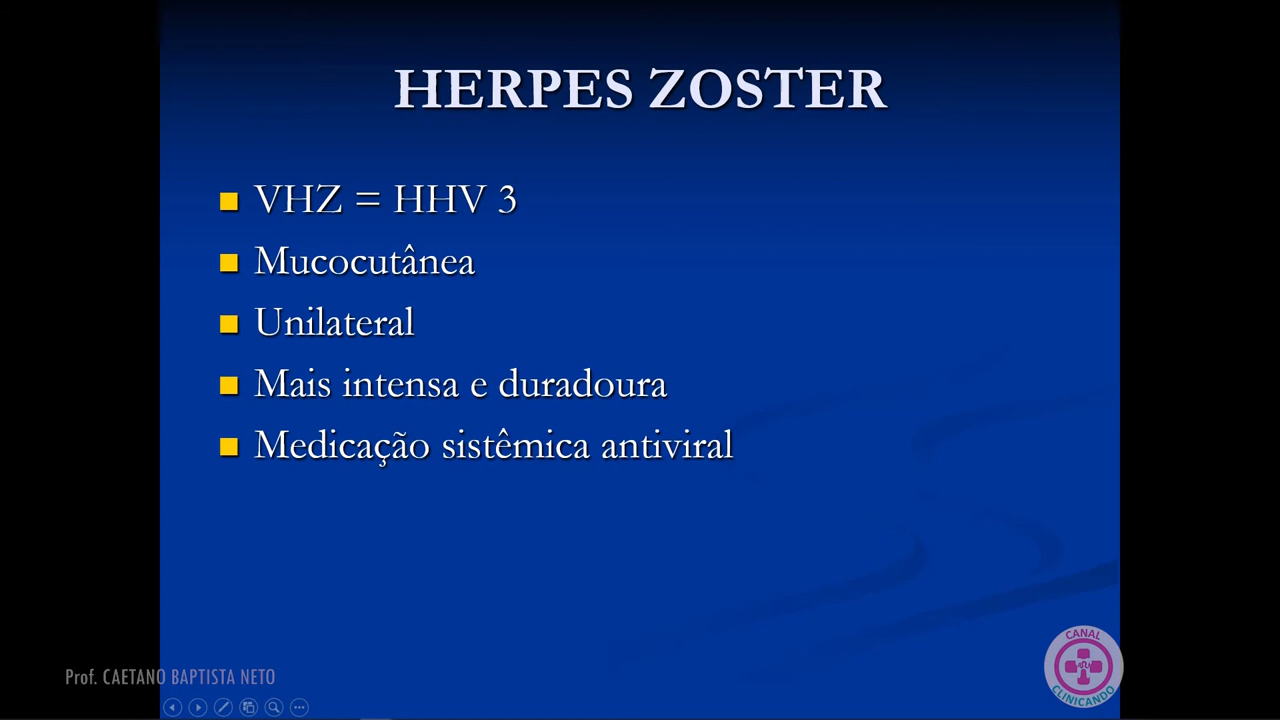 HERPES ZOSTER
VHZ = HHV 3
Mucocutânea
Unilateral
Mais intensa e duradoura
Medicação sistêmica antiviral
Prof. CAETANO BAPTISTA NETO
CANAL
CLINICANDO